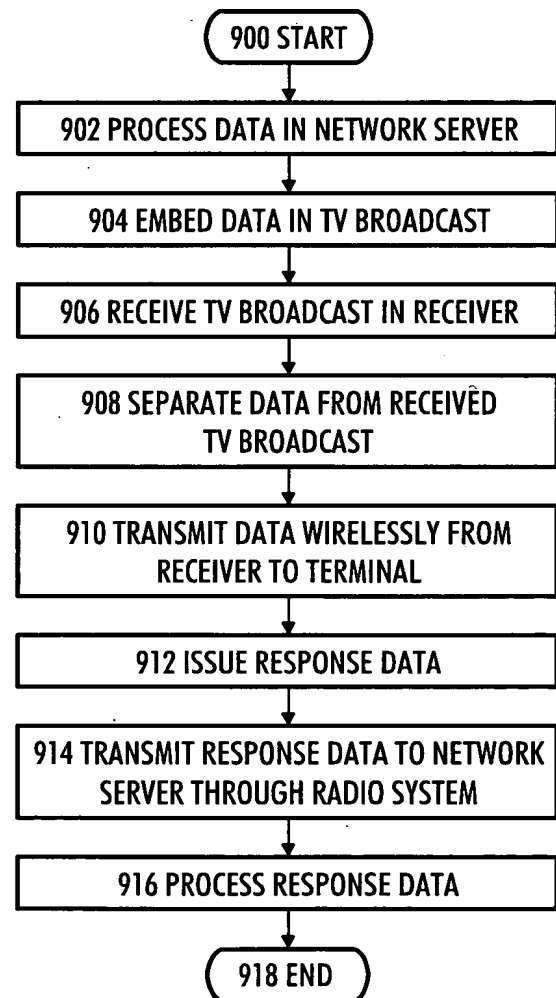 900 START
902 PROCESS DATA IN NETWORK SERVER
904 EMBED DATA IN TV BROADCAST
906 RECEIVE TV BROADCAST IN RECEIVER
908 SEPARATE DATA FROM RECEIVED
TV BROADCAST
910 TRANSMIT DATA WIRELESSLY FROM
RECEIVER TO TERMINAL
912 ISSUE RESPONSE DATA
914 TRANSMIT RESPONSE DATA TO NETWORK
SERVER THROUGH RADIO SYSTEM
916 PROCESS RESPONSE DATA
918 END